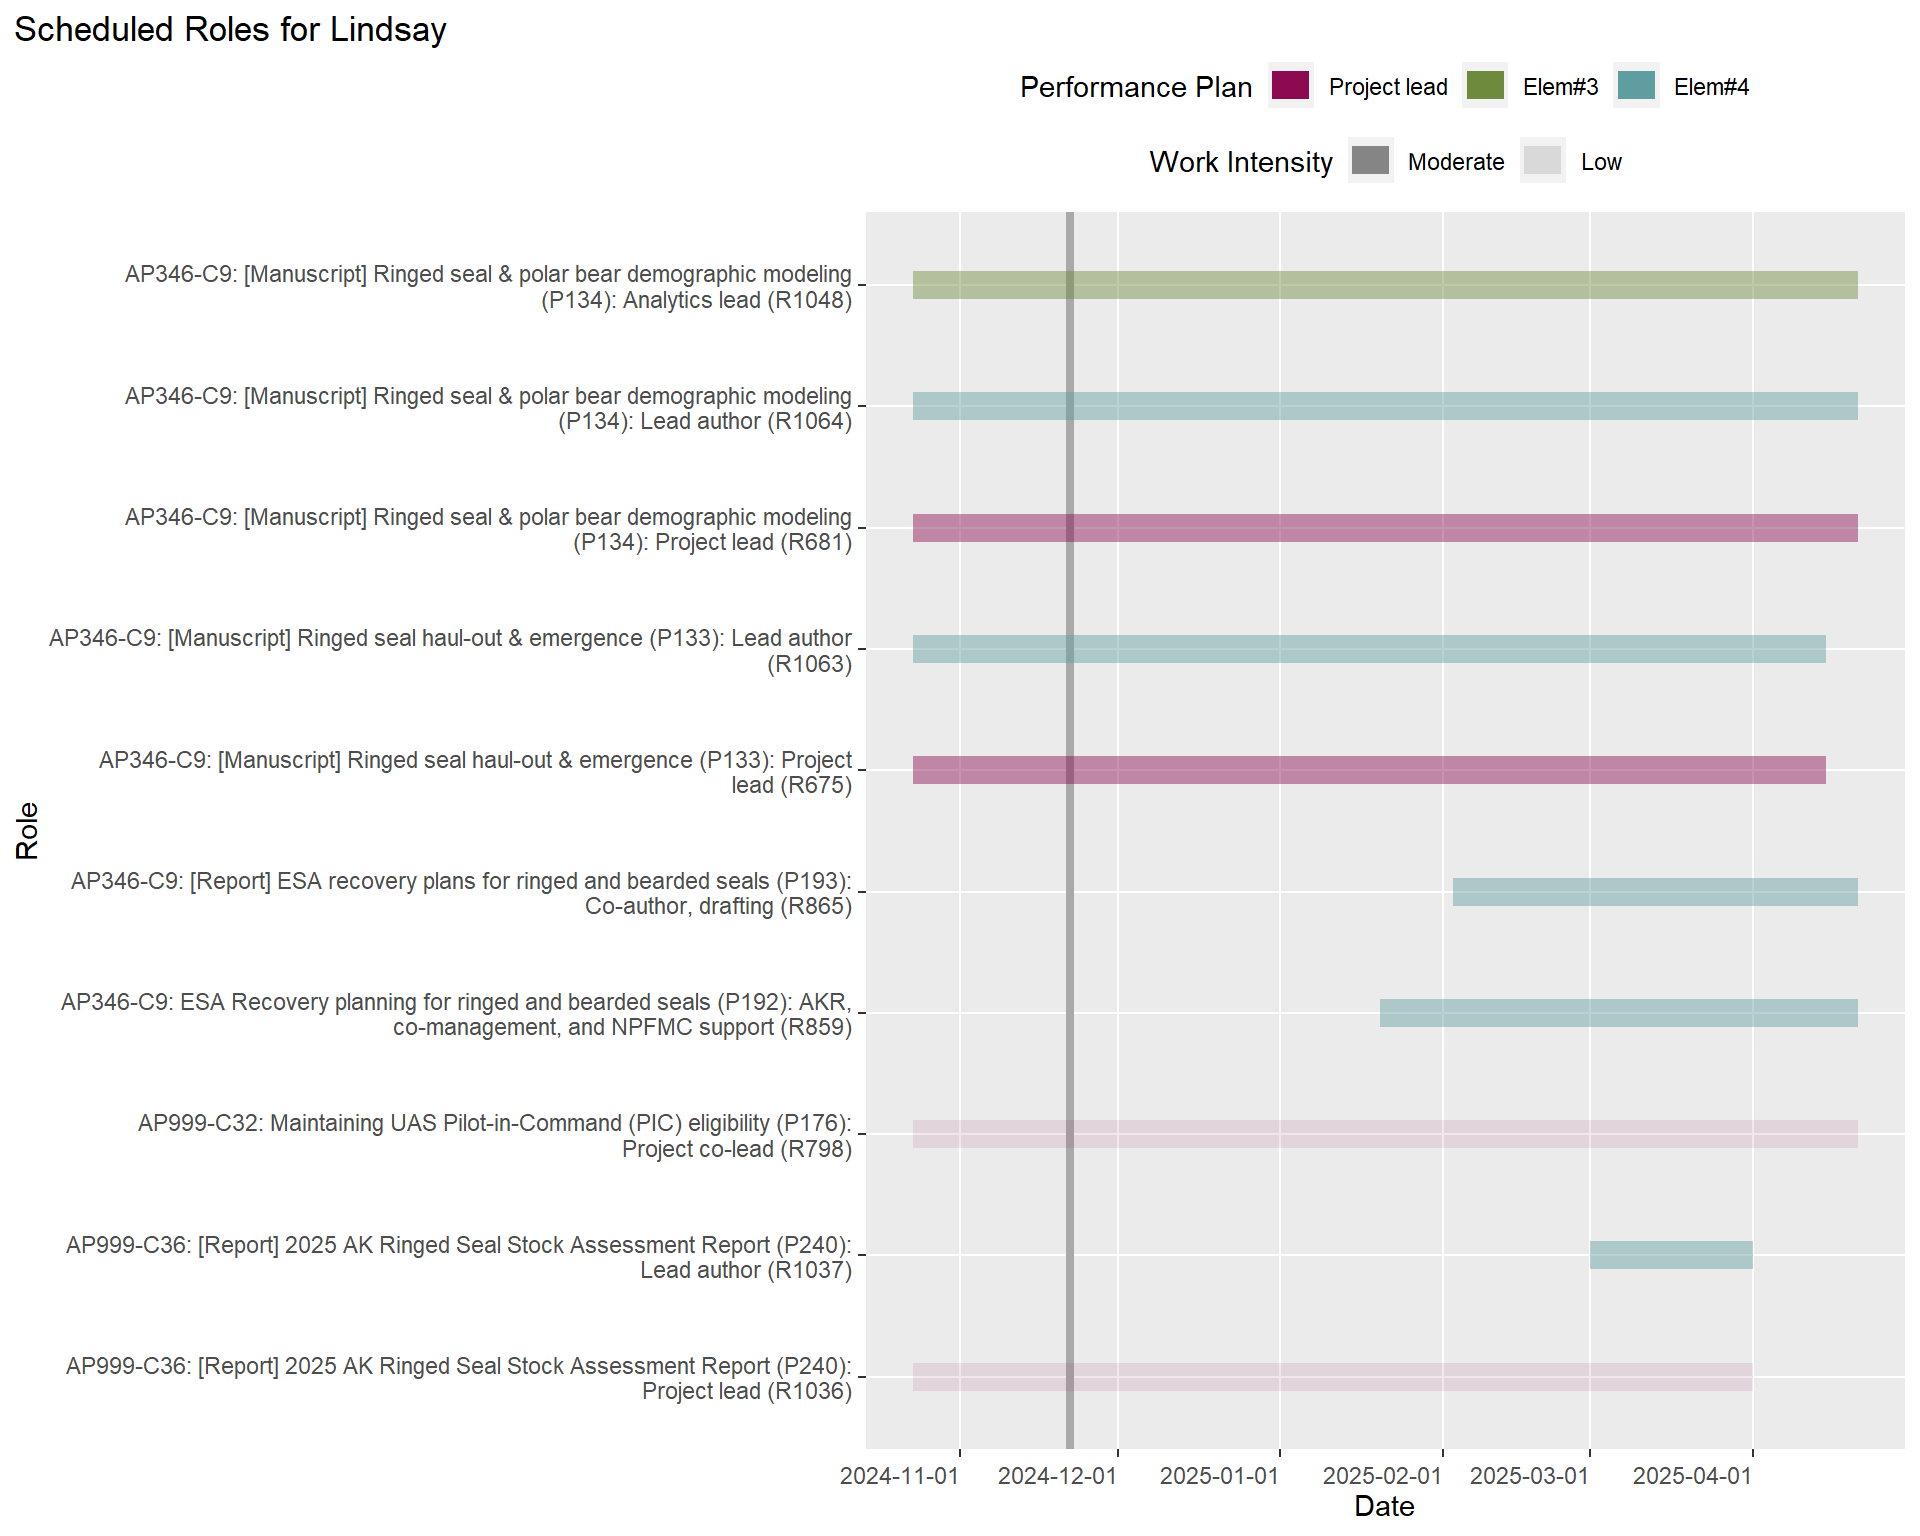 Scheduled Roles for Lindsay
Performance Plan Project lead Elem#3 Elem#4
Work Intensity Moderate Low
AP346-C9: [Manuscript] Ringed seal & polar bear demographic modeling
(P134): Analytics lead (R1048)
AP346-C9: [Manuscript] Ringed seal & polar bear demographic modeling
(P134): Lead author (R1064)
AP346-C9: [Manuscript] Ringed seal & polar bear demographic modeling
(P134): Project lead (R681)
AP346-C9: [Manuscript] Ringed seal haul-out & emergence (P133): Lead author
(R1063)
AP346-C9: [Manuscript] Ringed seal haul-out & emergence (P133): Project
lead (R675)
AP346-C9: [Report] ESA recovery plans for ringed and bearded seals (P193):
Co-author, drafting (R865)
AP346-C9: ESA Recovery planning for ringed and bearded seals (P192): AKR,
co-management, and NPFMC support (R859)
AP999-C32: Maintaining UAS Pilot-in-Command (PIC) eligibility (P176):
Project co-lead (R798)
AP999-C36: [Report] 2025 AK Ringed Seal Stock Assessment Report (P240):
Lead author (R1037)
AP999-C36: [Report] 2025 AK Ringed Seal Stock Assessment Report (P240):
Project lead (R1036)
Role
2024-11-01 2024-12-01 2025-01-01 2025-02-01 2025-03-01 2025-04-01
Date